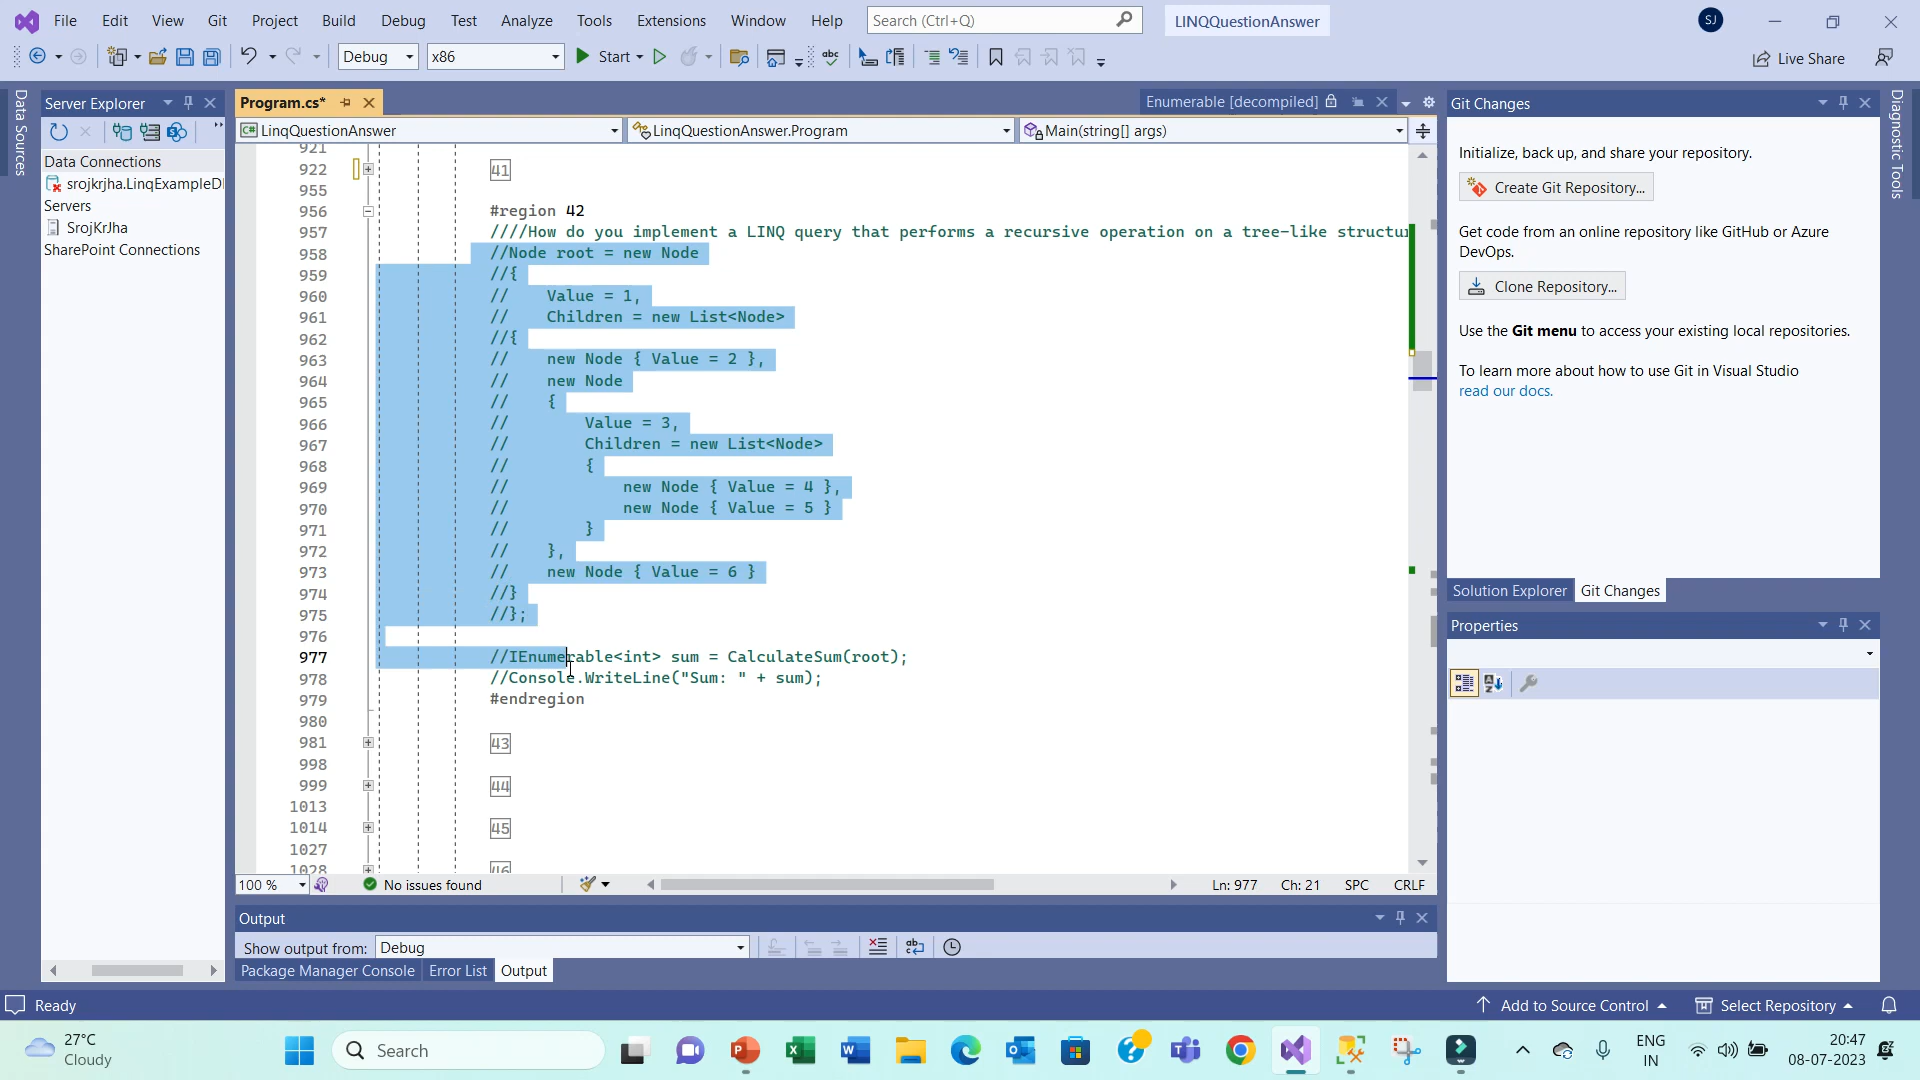 File Edit View Git Project Build Debug Test Analyze Tools Extensions Window Help Search (Ctrl+Q) LINQQuestionAnswer SJ
Debug x86 Start Live Share
Data Sources
Server Explorer
Data Connections
srojkrjha.LinqExampleDI
Servers
SrojKrJha
SharePoint Connections
Program.cs* Enumerable [decompiled]
C# LinqQuestionAnswer LinqQuestionAnswer.Program Main(string[] args)
921
922 41
955
956 #region 42
957 ////How do you implement a LINQ query that performs a recursive operation on a tree-like structu
958 //Node root = new Node
959 //{
960 // Value = 1,
961 // Children = new List<Node>
962 //{
963 // new Node { Value = 2 },
964 // new Node
965 // {
966 // Value = 3,
967 // Children = new List<Node>
968 // {
969 // new Node { Value = 4 },
970 // new Node { Value = 5 }
971 // }
972 // },
973 // new Node { Value = 6 }
974 //}
975 //};
976
977 //IEnumerable<int> sum = CalculateSum(root);
978 //Console.WriteLine("Sum: " + sum);
979 #endregion
980
981 43
998
999 44
1013
1014 45
1027
1028 46
100 % No issues found Ln: 977 Ch: 21 SPC CRLF
Output
Show output from: Debug
Package Manager Console Error List Output
Git Changes
Initialize, back up, and share your repository.
Create Git Repository...
Get code from an online repository like GitHub or Azure
DevOps.
Clone Repository...
Use the Git menu to access your existing local repositories.
To learn more about how to use Git in Visual Studio
read our docs.
Solution Explorer Git Changes
Properties
Diagnostic Tools
Ready Add to Source Control Select Repository
27°C
Cloudy
Search
ENG
IN
20:47
08-07-2023